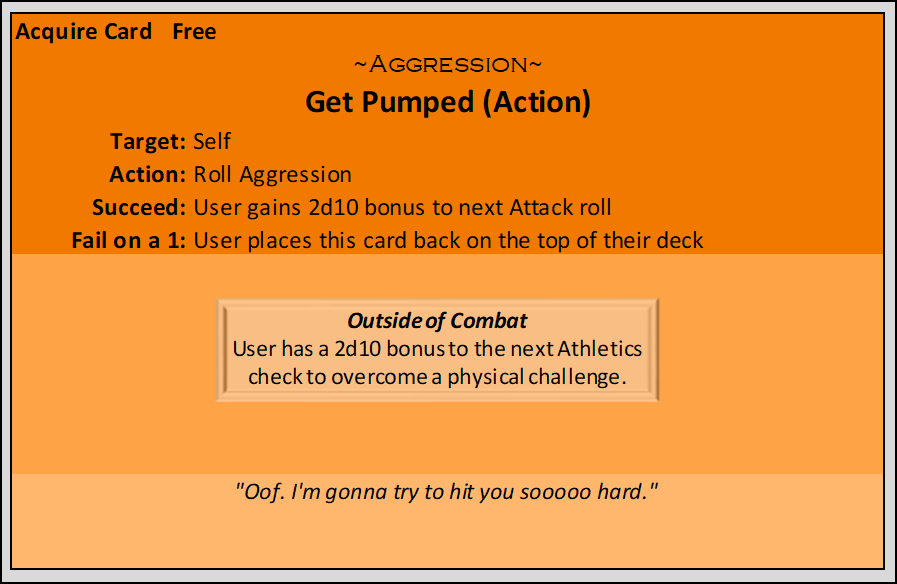 Acquire Card Free
~AGGRESSION~
Get Pumped (Action)
Target: Self
Action: Roll Aggression
Succeed: User gains 2d10 bonus to next Attack roll
Fail on a 1: User places this card back on the top of their deck
Outside of Combat
User has a 2d10 bonus to the next Athletics
check to overcome a physical challenge.
"Oof. I'm gonna try to hit you sooooo hard."